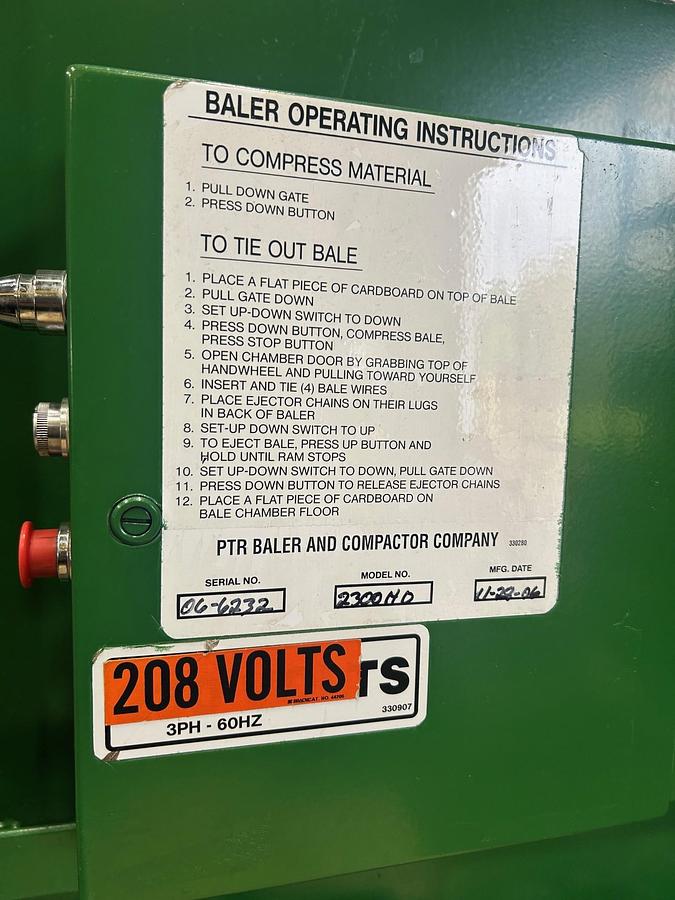 BALER OPERATING INSTRUCTIONS
TO COMPRESS MATERIAL
1. PULL DOWN GATE
2. PRESS DOWN BUTTON
TO TIE OUT BALE
1. PLACE A FLAT PIECE OF CARDBOARD ON TOP OF BALE
2. PULL GATE DOWN
3. SET UP-DOWN SWITCH TO DOWN
4. PRESS DOWN BUTTON, COMPRESS BALE,
PRESS STOP BUTTON
5. OPEN CHAMBER DOOR BY GRABBING TOP OF
HANDWHEEL AND PULLING TOWARD YOURSELF
6. INSERT AND TIE (4) BALE WIRES
7. PLACE EJECTOR CHAINS ON THEIR LUGS
IN BACK OF BALER
8. SET-UP DOWN SWITCH TO UP
9. TO EJECT BALE, PRESS UP BUTTON AND
HOLD UNTIL RAM STOPS
10. SET UP-DOWN SWITCH TO DOWN, PULL GATE DOWN
11. PRESS DOWN BUTTON TO RELEASE EJECTOR CHAINS
12. PLACE A FLAT PIECE OF CARDBOARD ON
BALE CHAMBER FLOOR
PTR BALER AND COMPACTOR COMPANY 330280
SERIAL NO. MODEL NO. MFG. DATE
06-6232 2300HD 11-22-06
208 VOLTS TS
3PH - 60HZ 330907